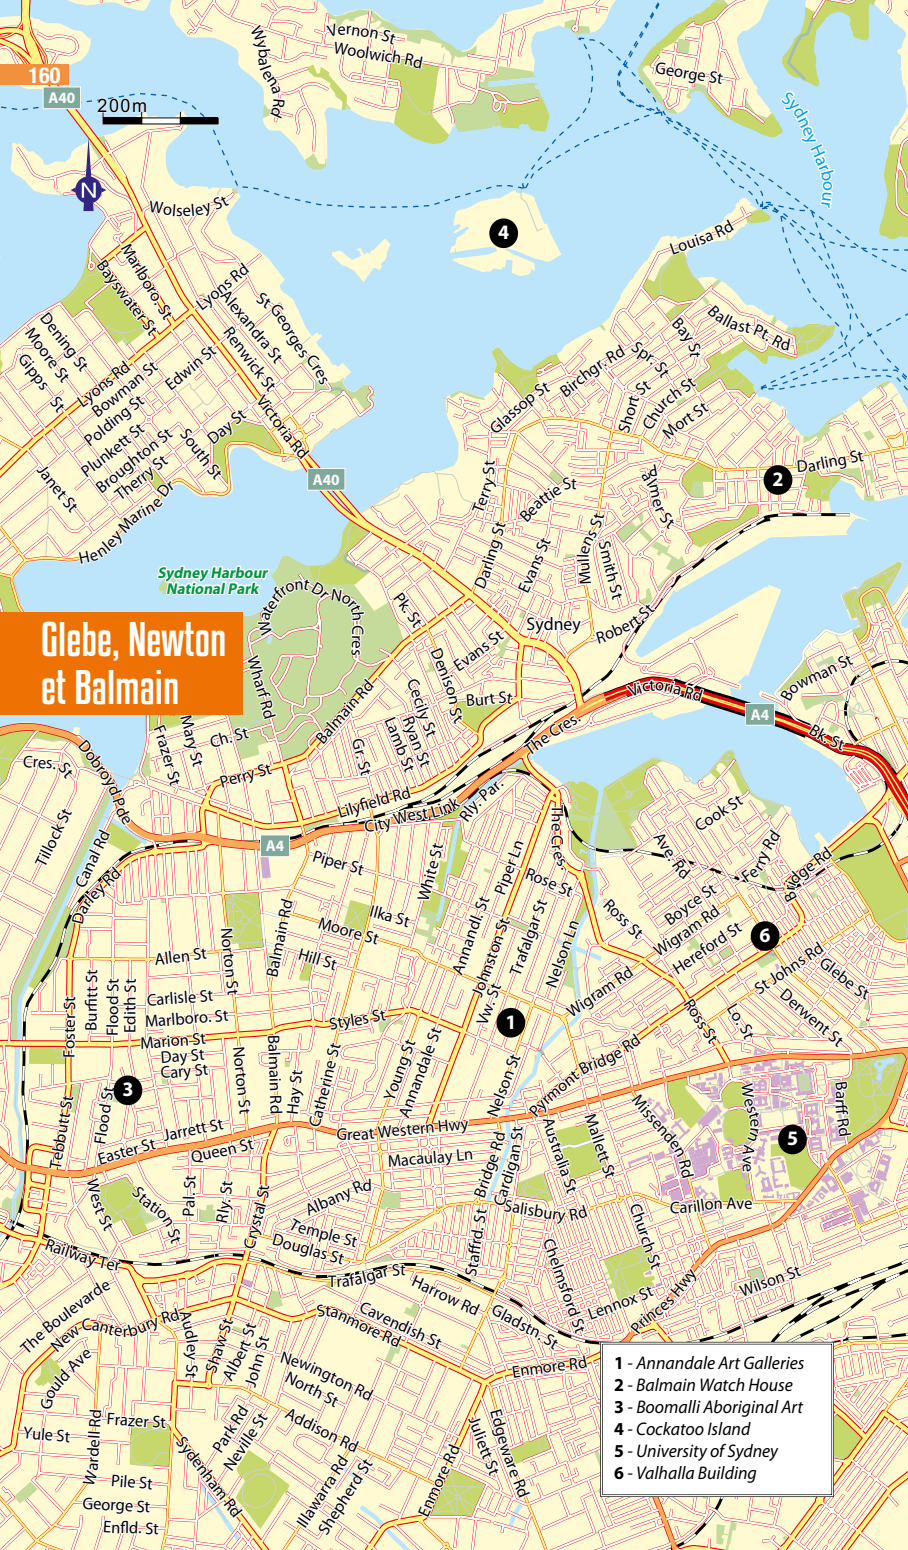 Vernon St
Woolwich Rd
Wybalena Rd
George St
160
A40
200m
Sydney Harbour
N
Wolseley St
4
Louisa Rd
Marlboro. St
Bayswater St
Lyons Rd
Alexandra St
St Georges Cres
Renwick St
Ballast Pt. Rd
Bay St
Dening St
Moore St
Gipps St
Lyons Rd
Bowman St
Edwin St
Polding St
Plunkett St
Broughton St
Therry St
South St
Day St
Victoria Rd
Spr. St
Birchgr. Rd
Glassop St
Short St
Church St
Mort St
Janet St
Henley Marine Dr
A40
Darling St
2
Terry St
Beattie St
Palmer St
Darling St
Evans St
Mullens St
Smith St
Sydney Harbour
National Park
Waterfront Dr
North Cres
Pk. St
Sydney
Robert St
Glebe, Newton
et Balmain
Wharf Rd
Evans St
Denison St
Bowman St
Balmain Rd
Cecily St
Ryan St
Lamb St
Burt St
Victoria Rd
A4
Bk. St
The Cres.
Mary St
Frazer St
Ch. St
Gr. St
Perry St
Cres. St
Dobroyd Pde
Lilyfield Rd
City West Link
Rly. Par.
The Cres.
Cook St
Tillock St
Canal Rd
A4
Piper St
White St
Piper Ln
Rose St
Ave. Rd
Ferry Rd
Bridge Rd
Darley Rd
Boyce St
Ilka St
Moore St
Annandl. St
Johnston St
Trafalgar St
Nelson Ln
Ross St
Wigram Rd
Hereford St
6
Norton St
Balmain Rd
Hill St
Allen St
St Johns Rd
Glebe St
Wigram Rd
Burfitt St
Flood St
Edith St
Carlisle St
Marlboro. St
Styles St
Vw. St
1
Ross St
Lo. St
Derwent St
Foster St
Marion St
Day St
Cary St
Pyrmont Bridge Rd
Young St
Annandale St
3
Norton St
Balmain Rd
Hay St
Catherine St
Nelson St
Missenden Rd
Western Ave
Barff Rd
5
Flood St
Tebbutt St
Easter St
Jarrett St
Queen St
Great Western Hwy
Macaulay Ln
Australia St
Mallett St
Bridge Rd
Cardigan St
West St
Station St
Pal. St
Rly St
Crystal St
Albany Rd
Salisbury Rd
Carillon Ave
Church St
Temple St
Douglas St
Staffrd. St
Chelmsford St
Railway Ter
Trafalgar St
Harrow Rd
Wilson St
Lennox St
Princes Hwy
The Boulevarde
New Canterbury Rd
Gladstn. St
Cavendish St
Stanmore Rd
Audley St
Shaw St
Albert St
John St
Enmore Rd
Gould Ave
Newington Rd
North St
Addison Rd
Yule St
Wardell Rd
Frazer St
Park Rd
Neville St
Sydenham Rd
Juliett St
Edgeware Rd
Enmore Rd
Illawarra Rd
Shepherd St
Pile St
George St
Enfld. St
1 - Annandale Art Galleries
2 - Balmain Watch House
3 - Boomalli Aboriginal Art
4 - Cockatoo Island
5 - University of Sydney
6 - Valhalla Building